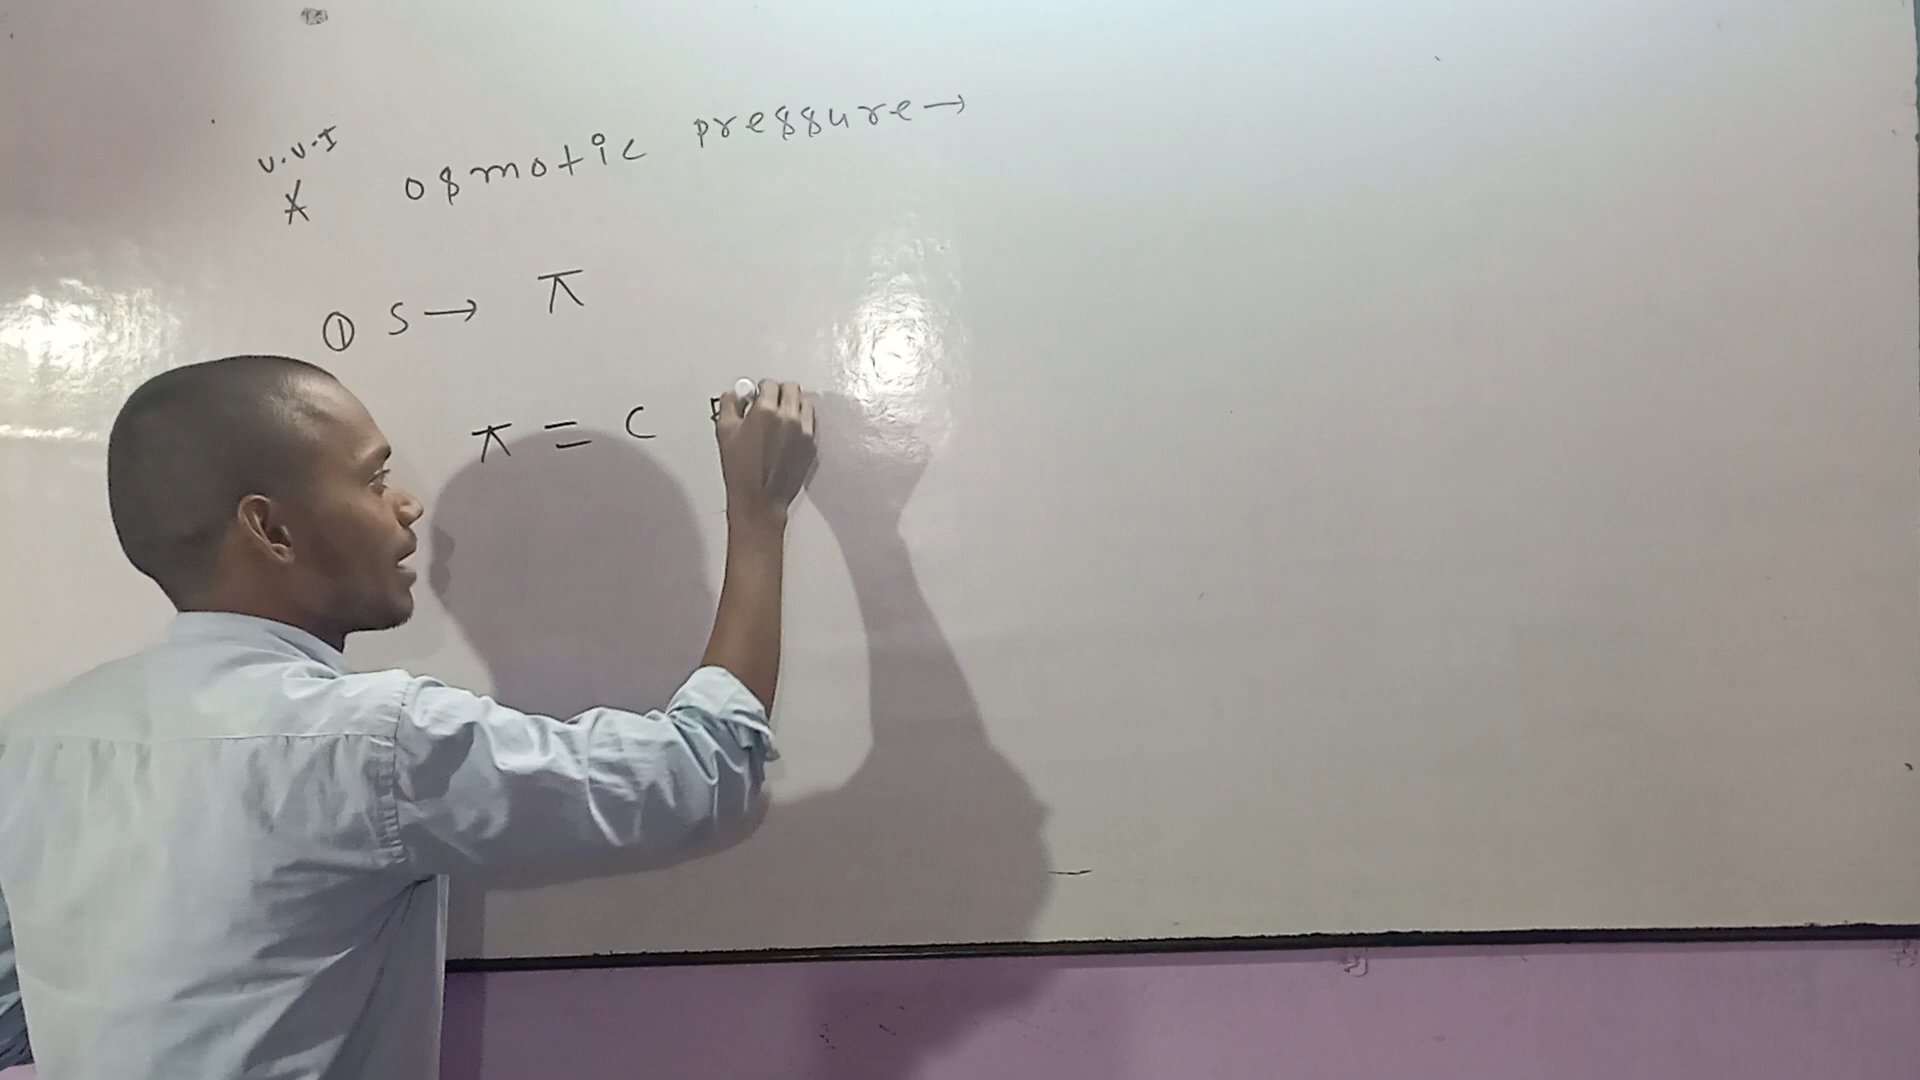 V.V.I
* osmotic pressure →
① S → π
π = C